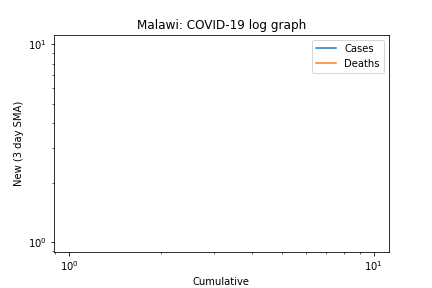 Malawi: COVID-19 log graph
Cases
Deaths
10¹
10⁰
New (3 day SMA)
10⁰
10¹
Cumulative